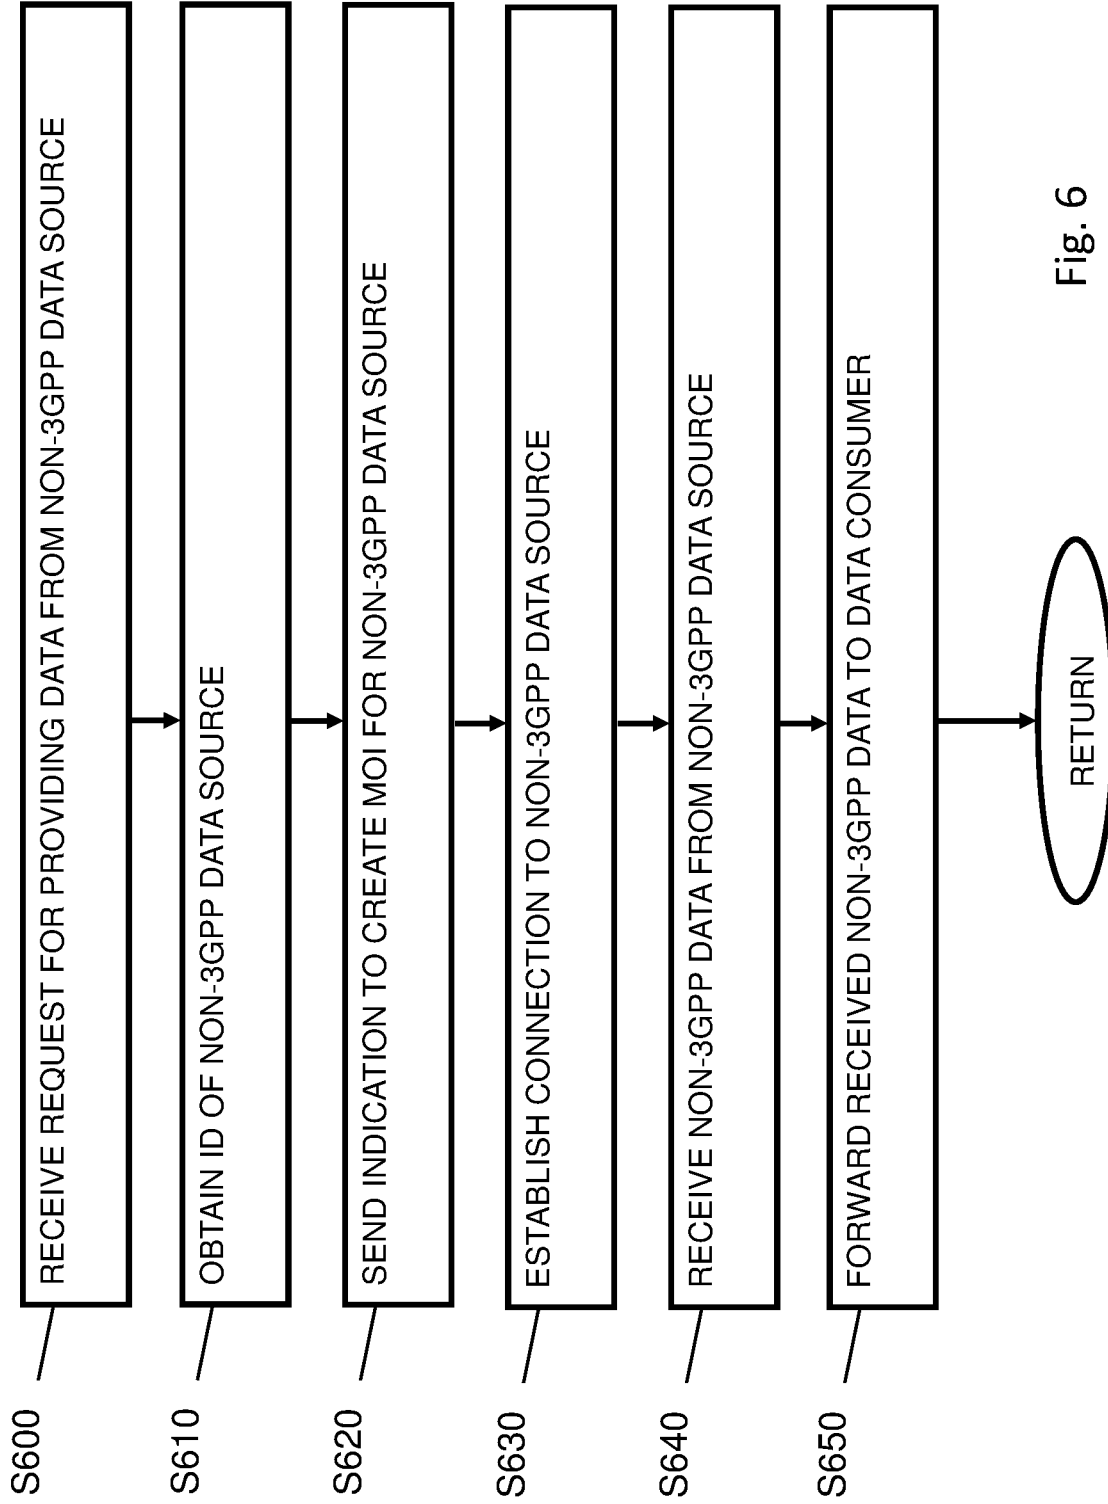 S600
RECEIVE REQUEST FOR PROVIDING DATA FROM NON-3GPP DATA SOURCE
S610
OBTAIN ID OF NON-3GPP DATA SOURCE
S620
SEND INDICATION TO CREATE MOI FOR NON-3GPP DATA SOURCE
S630
ESTABLISH CONNECTION TO NON-3GPP DATA SOURCE
S640
RECEIVE NON-3GPP DATA FROM NON-3GPP DATA SOURCE
S650
FORWARD RECEIVED NON-3GPP DATA TO DATA CONSUMER
RETURN
Fig. 6